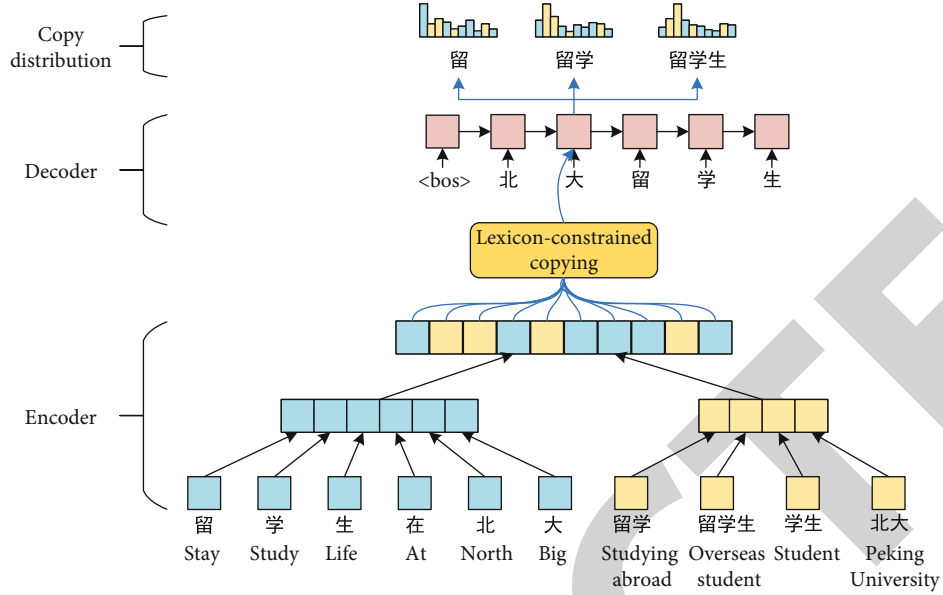 Copy
distribution
留 留学 留学生
Decoder
<bos> 北 大 留 学 生
Lexicon-constrained
copying
Encoder
留 学 生 在 北 大 留学 留学生 学生 北大
Stay Study Life At North Big Studying Overseas Student Peking
abroad student University